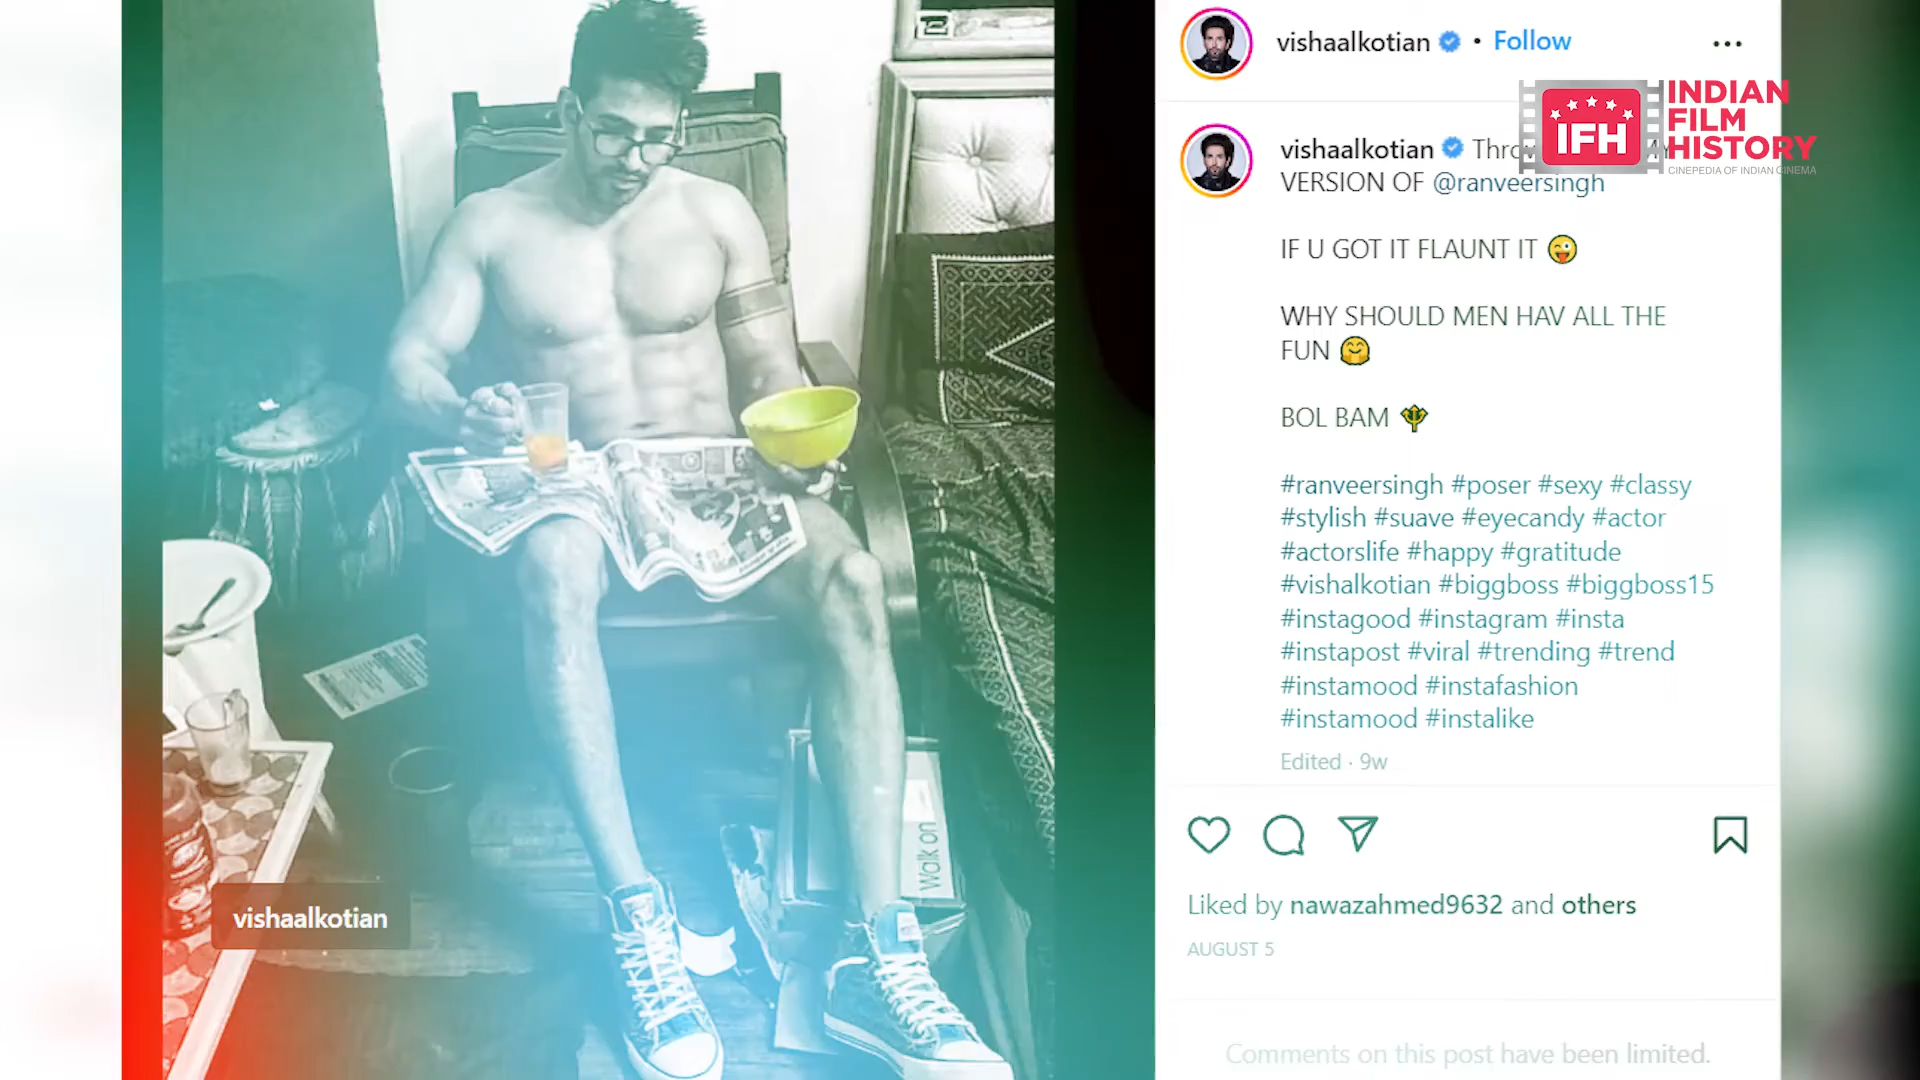 vishaalkotian • Follow
INDIAN
FILM
HISTORY
CINEPEDIA OF INDIAN CINEMA
IFH
vishaalkotian
VERSION OF @ranveersingh
IF U GOT IT FLAUNT IT 😜
WHY SHOULD MEN HAV ALL THE
FUN 🤗
BOL BAM 🔱
#ranveersingh #poser #sexy #classy
#stylish #suave #eyecandy #actor
#actorslife #happy #gratitude
#vishalkotian #biggboss #biggboss15
#instagood #instagram #insta
#instapost #viral #trending #trend
#instamood #instafashion
#instamood #instalike
Edited · 9w
Liked by nawazahmed9632 and others
AUGUST 5
Comments on this post have been limited.
Walk on
vishaalkotian